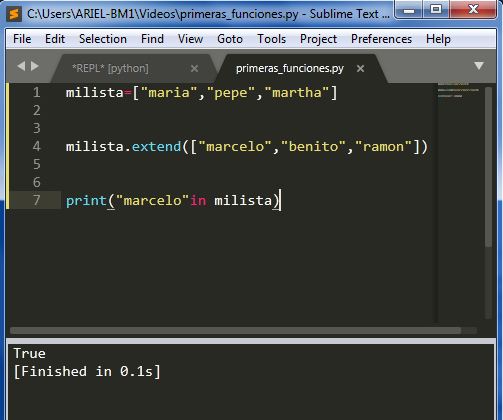 C:\Users\ARIEL-BM1\Videos\primeras_funciones.py - Sublime Text ...
File Edit Selection Find View Goto Tools Project Preferences Help
*REPL* [python] × primeras_funciones.py ×
1 milista=["maria","pepe","martha"]
2
3
4 milista.extend(["marcelo","benito","ramon"])
5
6
7 print("marcelo"in milista)
True
[Finished in 0.1s]